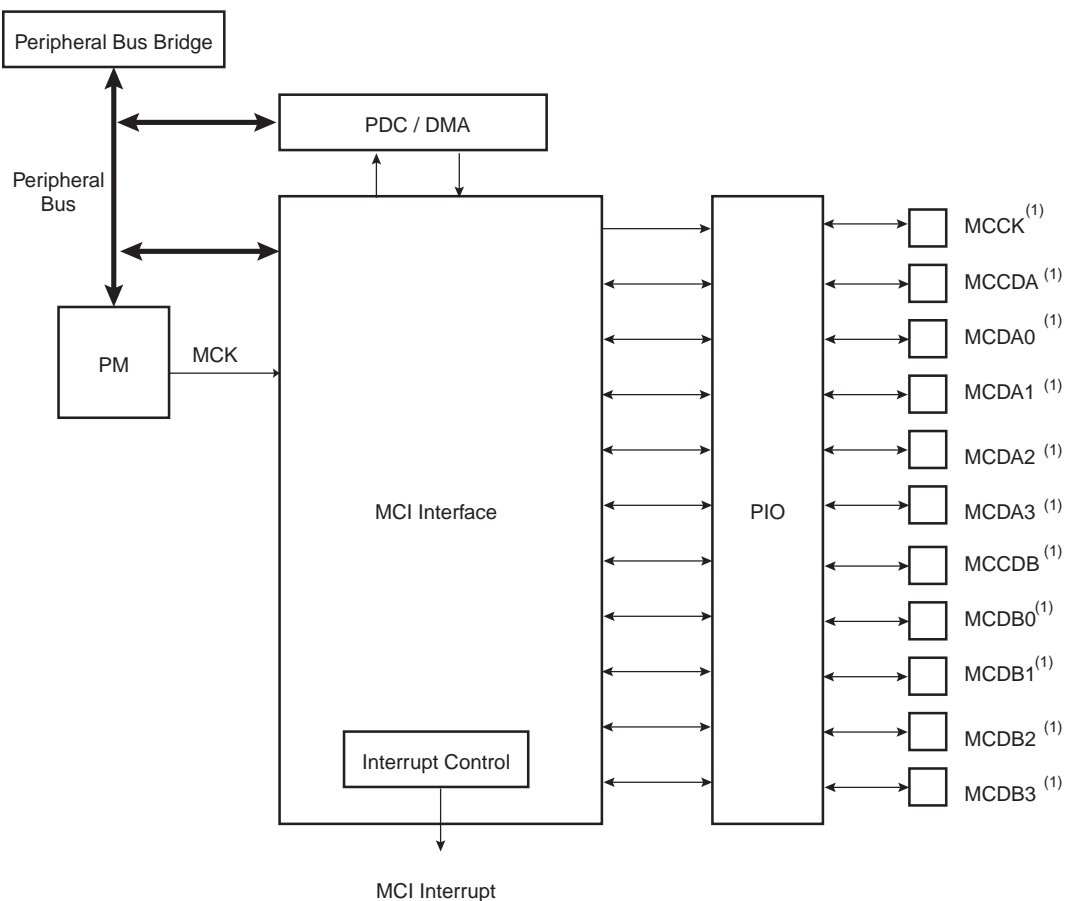 Peripheral Bus Bridge
PDC / DMA
Peripheral
Bus
PM
MCK
MCI Interface
Interrupt Control
MCI Interrupt
PIO
MCCK(1)
MCCDA (1)
MCDA0 (1)
MCDA1 (1)
MCDA2 (1)
MCDA3 (1)
MCCDB (1)
MCDB0(1)
MCDB1(1)
MCDB2 (1)
MCDB3 (1)